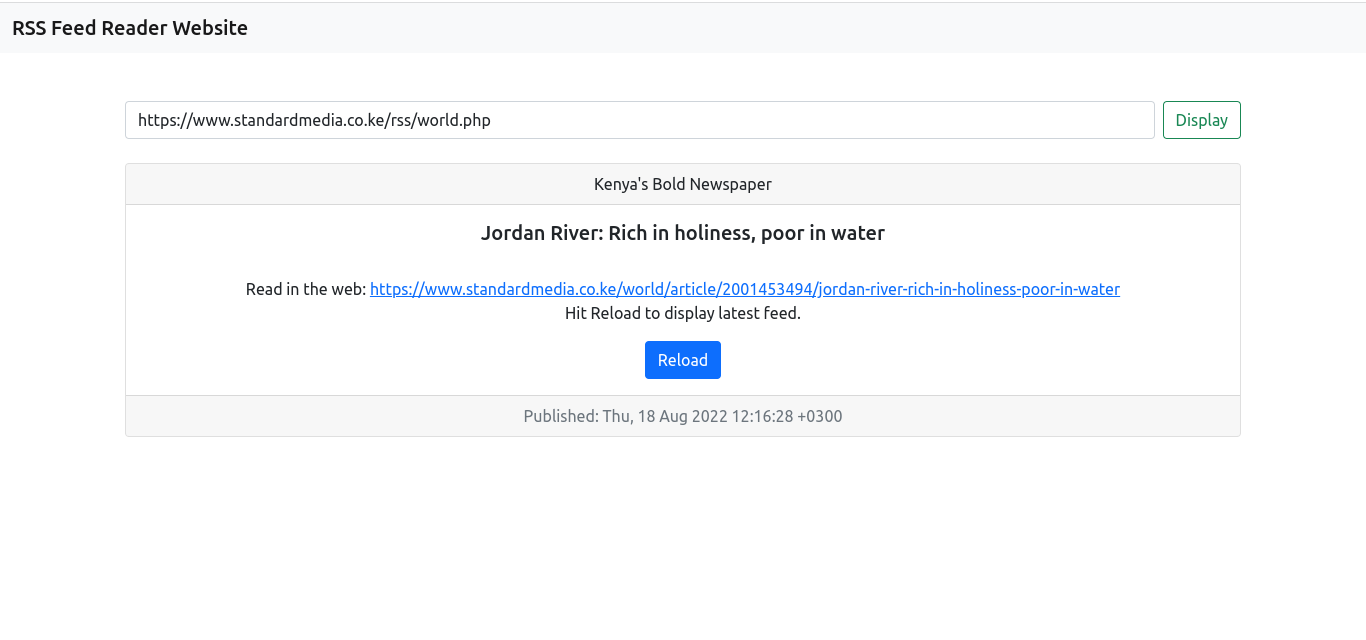 RSS Feed Reader Website
https://www.standardmedia.co.ke/rss/world.php
Display
Kenya's Bold Newspaper
Jordan River: Rich in holiness, poor in water
Read in the web: https://www.standardmedia.co.ke/world/article/2001453494/jordan-river-rich-in-holiness-poor-in-water
Hit Reload to display latest feed.
Reload
Published: Thu, 18 Aug 2022 12:16:28 +0300